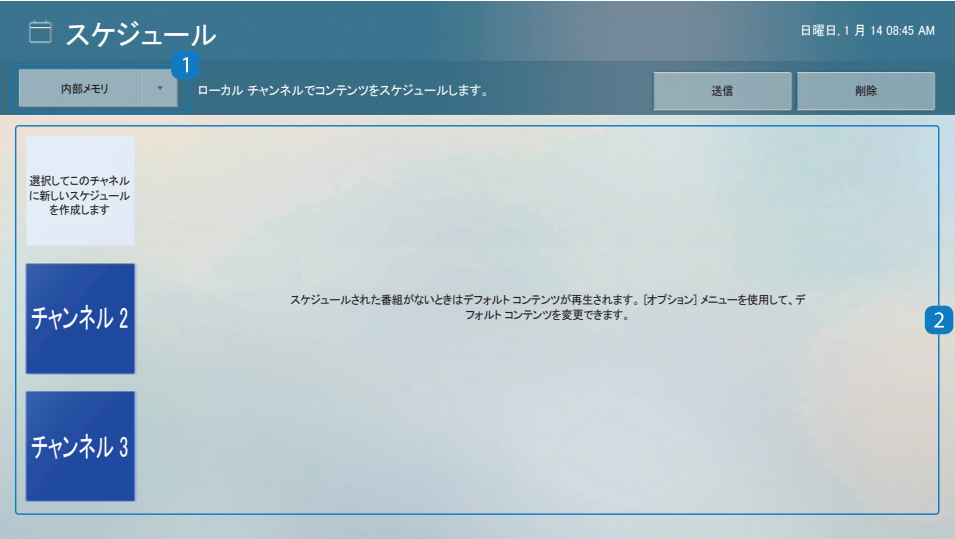 スケジュール
日曜日, 1 月 14 08:45 AM
1
内部メモリ
ローカル チャンネルでコンテンツをスケジュールします。
送信
削除
選択してこのチャネル
に新しいスケジュール
を作成します
チャンネル 2
スケジュールされた番組がないときはデフォルト コンテンツが再生されます。[オプション] メニューを使用して、デ
フォルト コンテンツを変更できます。
2
チャンネル 3